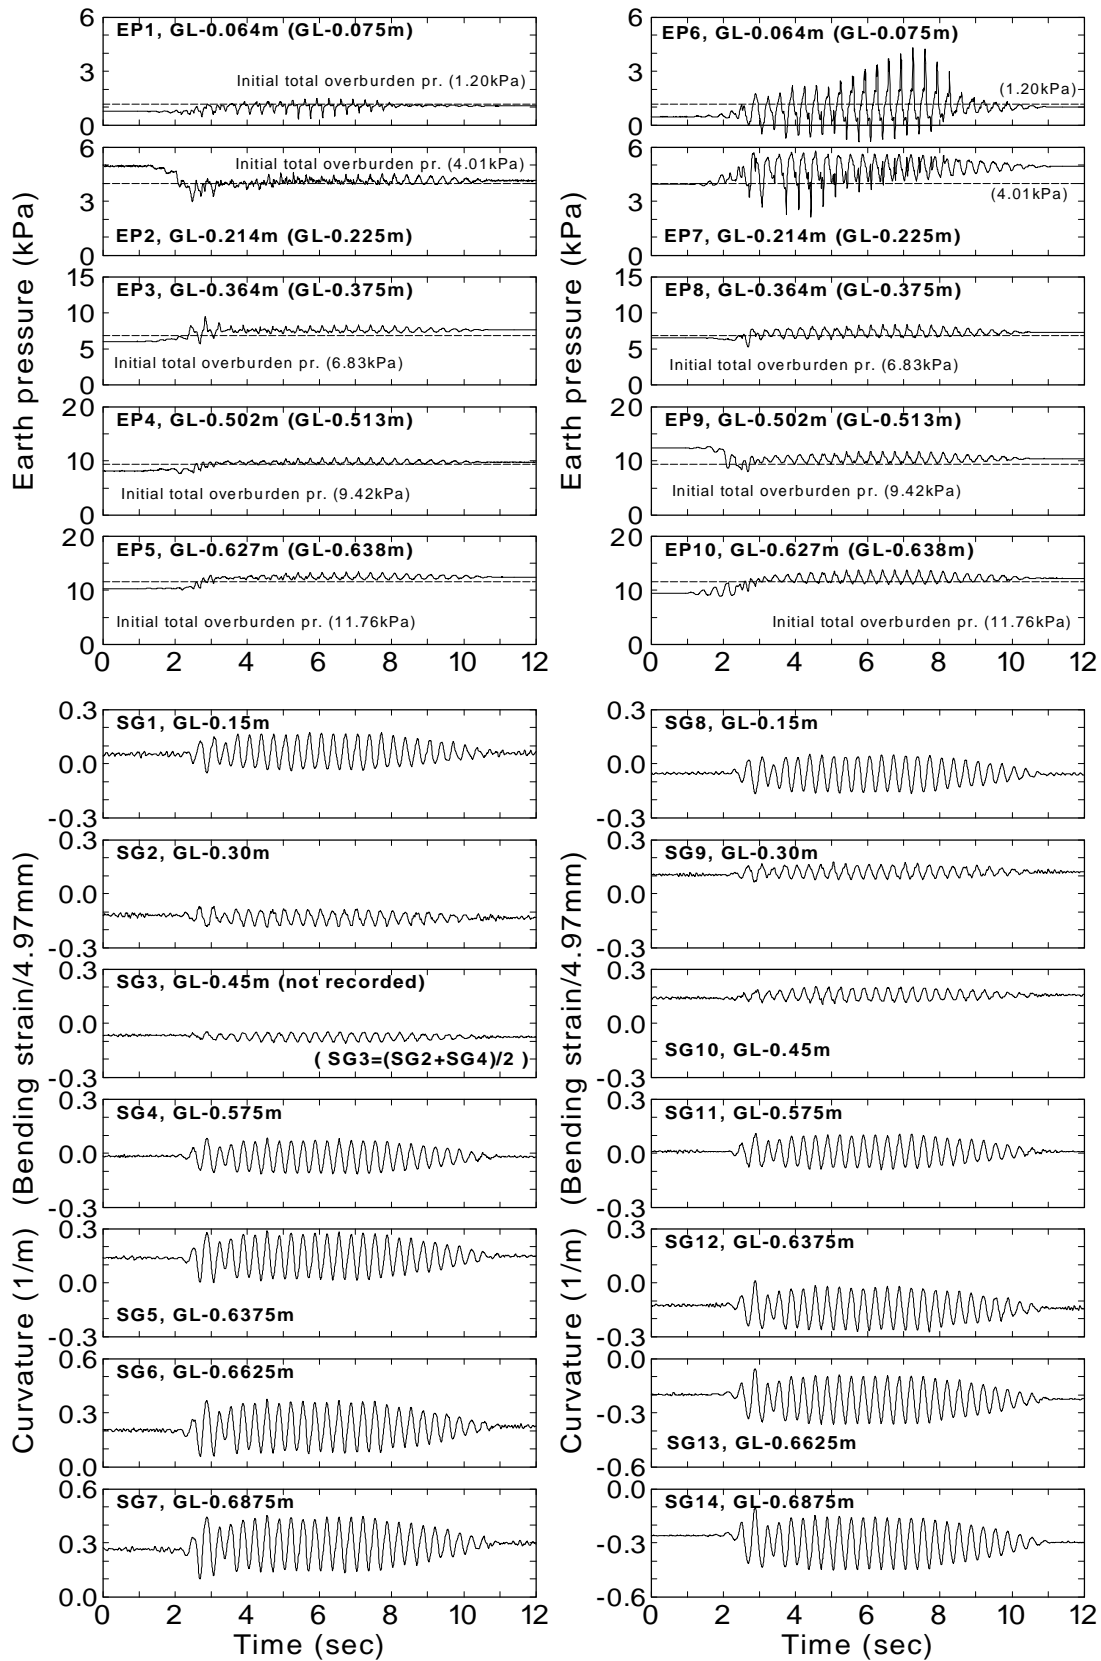 Earth pressure (kPa)
6
3
0
EP1, GL-0.064m (GL-0.075m)
Initial total overburden pr. (1.20kPa)
6
3
0
Initial total overburden pr. (4.01kPa)
EP2, GL-0.214m (GL-0.225m)
15
10
5
0
EP3, GL-0.364m (GL-0.375m)
Initial total overburden pr. (6.83kPa)
20
10
0
EP4, GL-0.502m (GL-0.513m)
Initial total overburden pr. (9.42kPa)
20
10
0
EP5, GL-0.627m (GL-0.638m)
Initial total overburden pr. (11.76kPa)
0 2 4 6 8 10 12
Earth pressure (kPa)
6
3
0
EP6, GL-0.064m (GL-0.075m)
(1.20kPa)
6
3
0
(4.01kPa)
EP7, GL-0.214m (GL-0.225m)
15
10
5
0
EP8, GL-0.364m (GL-0.375m)
Initial total overburden pr. (6.83kPa)
20
10
0
EP9, GL-0.502m (GL-0.513m)
Initial total overburden pr. (9.42kPa)
20
10
0
EP10, GL-0.627m (GL-0.638m)
Initial total overburden pr. (11.76kPa)
0 2 4 6 8 10 12
Curvature (1/m) (Bending strain/4.97mm)
0.3
0.0
-0.3
SG1, GL-0.15m
0.3
0.0
-0.3
SG2, GL-0.30m
0.3
0.0
-0.3
SG3, GL-0.45m (not recorded)
( SG3=(SG2+SG4)/2 )
0.3
0.0
-0.3
SG4, GL-0.575m
0.3
0.0
-0.3
SG5, GL-0.6375m
0.6
0.3
0.0
SG6, GL-0.6625m
0.6
0.3
0.0
SG7, GL-0.6875m
0 2 4 6 8 10 12
Time (sec)
Curvature (1/m) (Bending strain/4.97mm)
0.3
0.0
-0.3
SG8, GL-0.15m
0.3
0.0
-0.3
SG9, GL-0.30m
0.3
0.0
-0.3
SG10, GL-0.45m
0.3
0.0
-0.3
SG11, GL-0.575m
0.3
0.0
-0.3
SG12, GL-0.6375m
0.0
-0.3
-0.6
SG13, GL-0.6625m
0.0
-0.3
-0.6
SG14, GL-0.6875m
0 2 4 6 8 10 12
Time (sec)